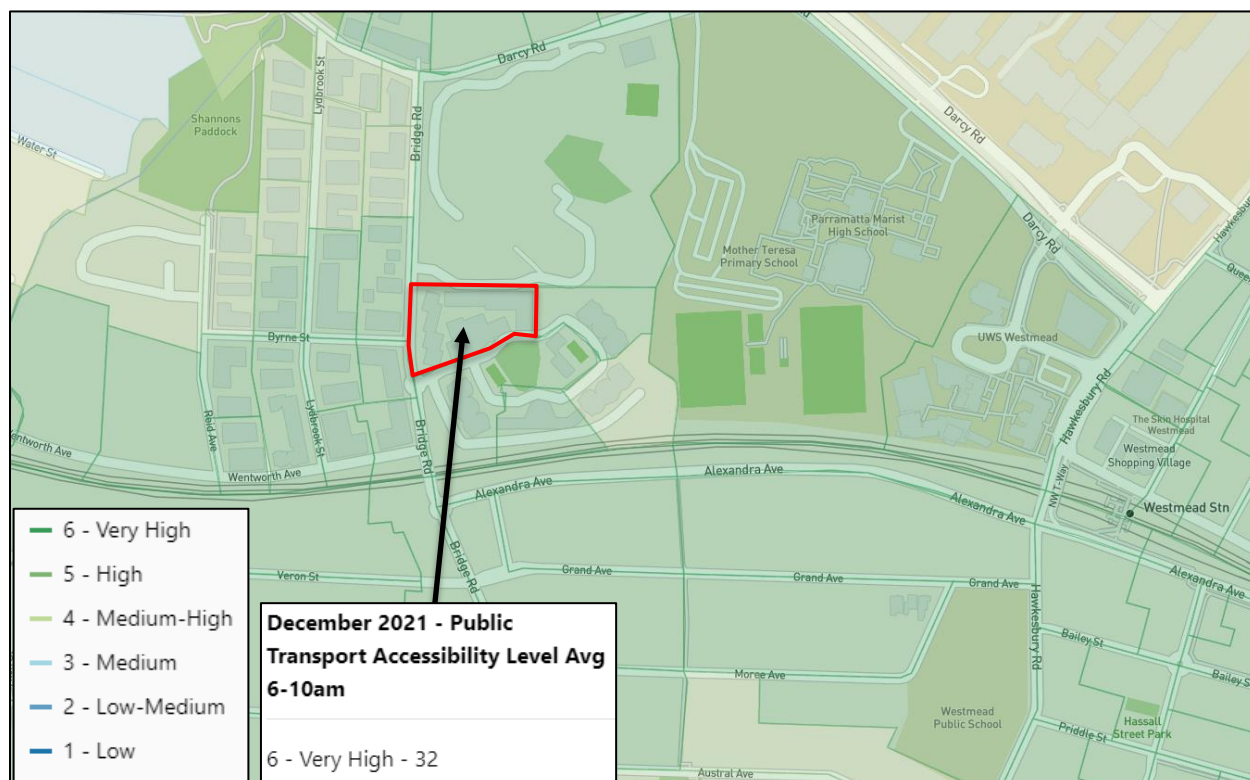 Darcy Rd
Lydbrook St
Shannons
Paddock
Bridge Rd
Water St
Darcy Rd
Parramatta Marist
High School
Mother Teresa
Primary School
Darcy Rd
Hawkesbury
Byrne St
UWS Westmead
Reid Ave
Lydbrook St
Bridge Rd
Hawkesbury Rd
The Skin Hospital
Westmead
Westmead
Shopping Village
Wentworth Ave
Wentworth Ave
Alexandra Ave
Alexandra Ave
Alexandra Ave
NW T-Way
Westmead Stn
Alexandra Ave
Veron St
Bridge Rd
Grand Ave
Grand Ave
Grand Ave
Hawkesbury Rd
Bailey St
Bailey St
Moree Ave
Westmead
Public School
Hassall
Street Park
Priddle St
Austral Ave
6 - Very High
5 - High
4 - Medium-High
3 - Medium
2 - Low-Medium
1 - Low
December 2021 - Public
Transport Accessibility Level Avg
6-10am
6 - Very High - 32